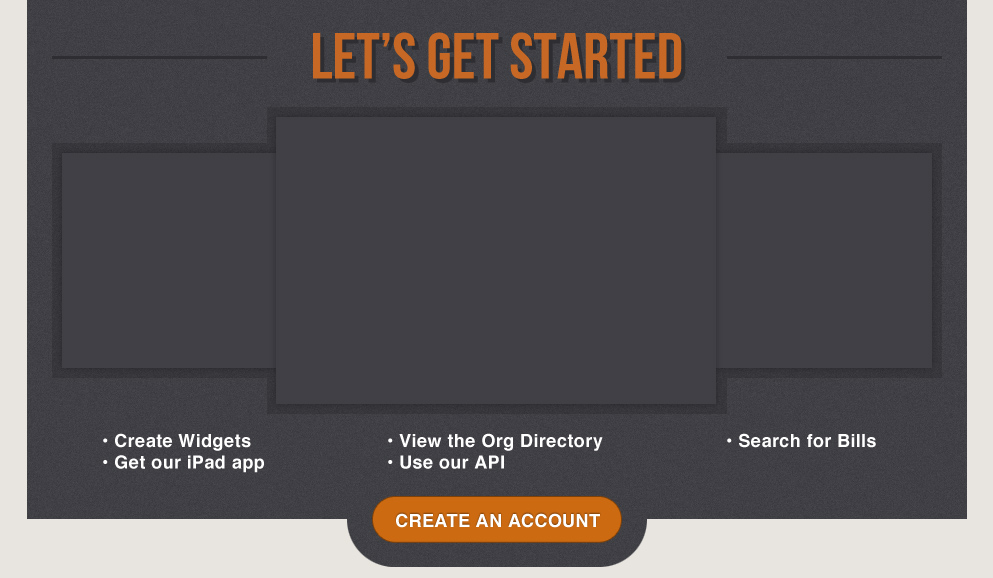 LET'S GET STARTED
• Create Widgets
• Get our iPad app
• View the Org Directory
• Use our API
• Search for Bills
CREATE AN ACCOUNT